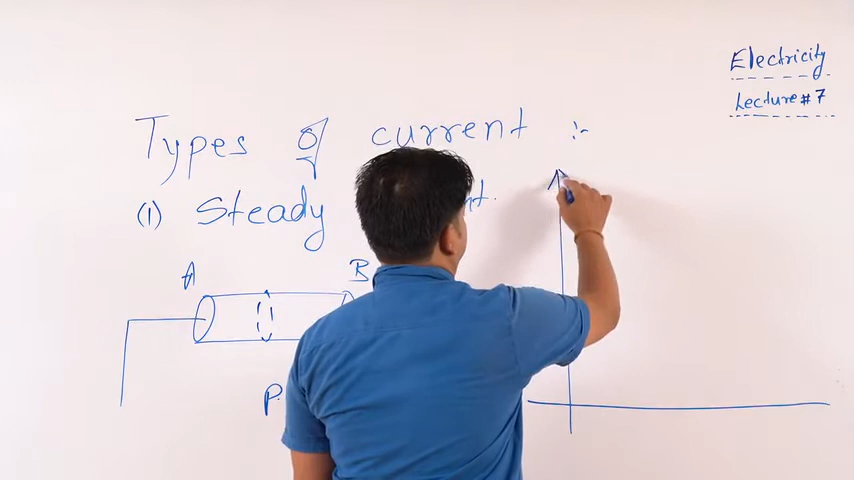 Electricity
Lecture #7
Types of current :-
(1) Steady
A
B
P.